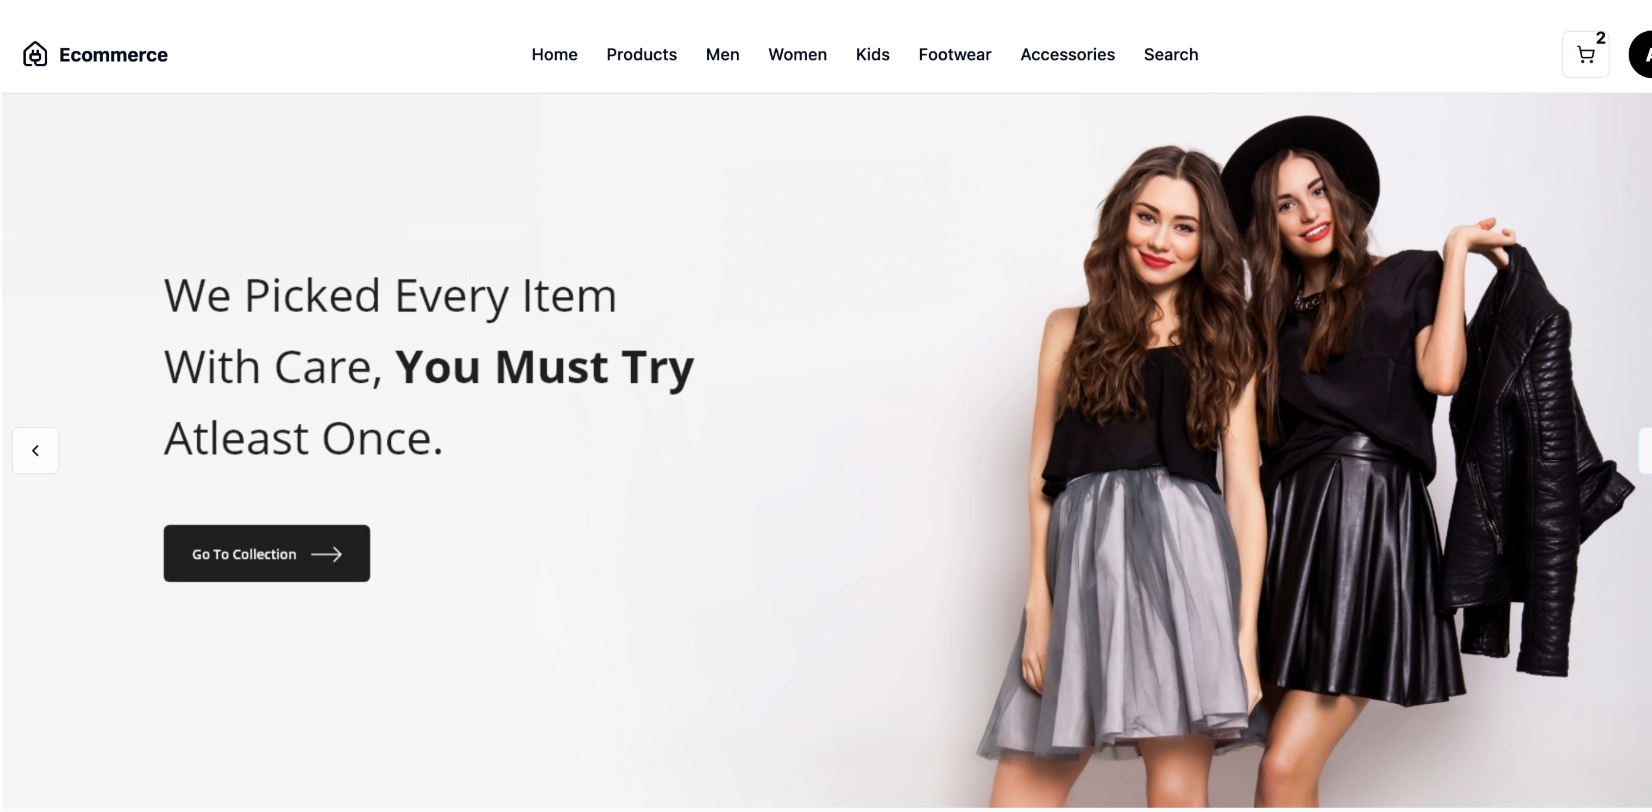 Ecommerce
Home Products Men Women Kids Footwear Accessories Search
2
We Picked Every Item
With Care, You Must Try
Atleast Once.
Go To Collection